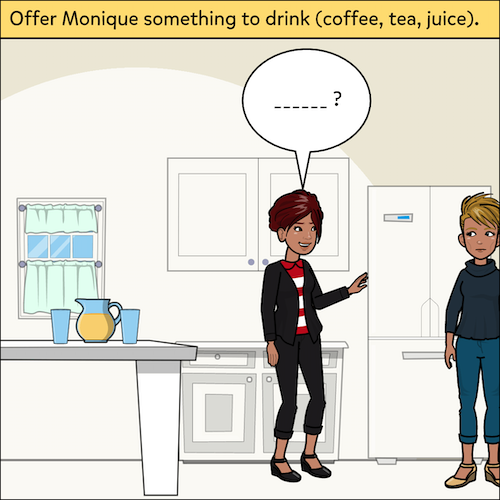 Offer Monique something to drink (coffee, tea, juice).
______ ?